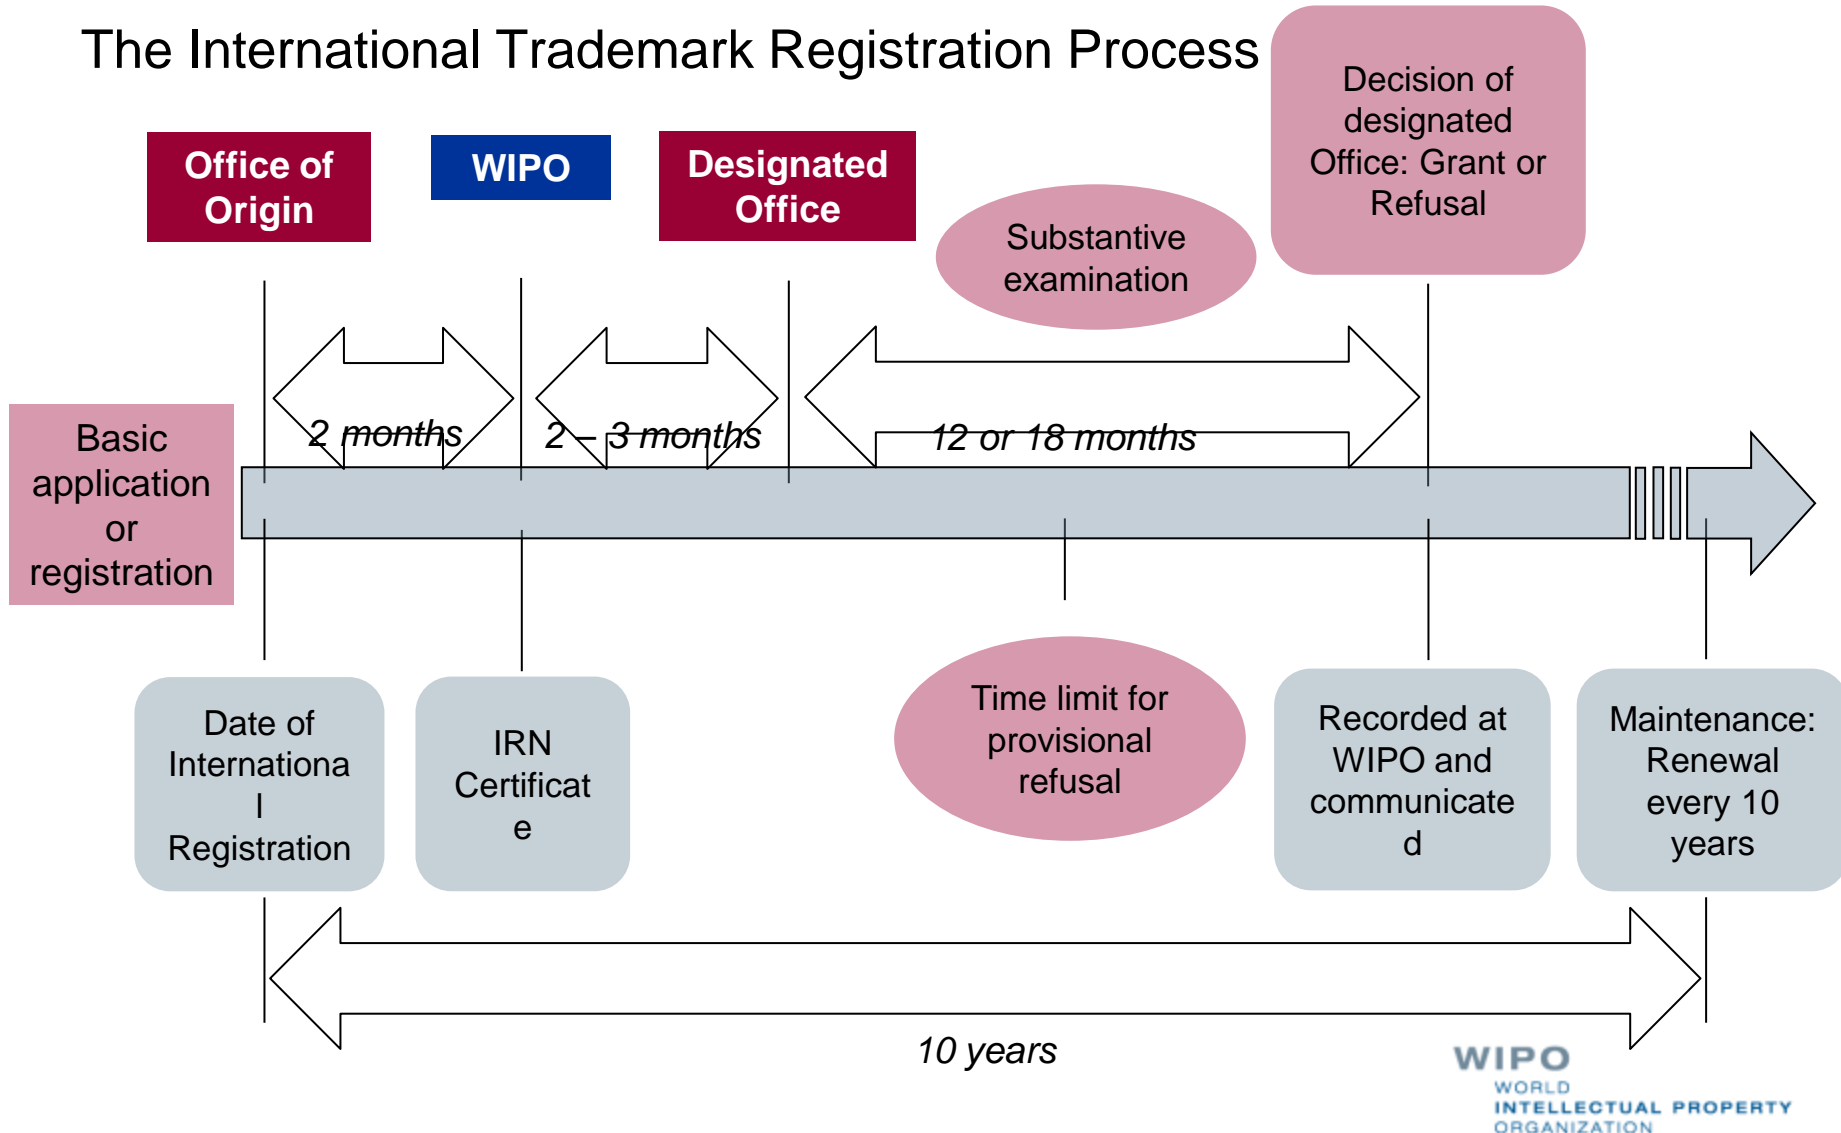 The International Trademark Registration Process
Decision of
designated
Office: Grant or
Refusal
Office of
Origin
WIPO
Designated
Office
Substantive
examination
2 months
2 – 3 months
12 or 18 months
Basic
application
or
registration
Date of
Internationa
l
Registration
IRN
Certificat
e
Time limit for
provisional
refusal
Recorded at
WIPO and
communicate
d
Maintenance:
Renewal
every 10
years
10 years
WIPO
WORLD
INTELLECTUAL PROPERTY
ORGANIZATION